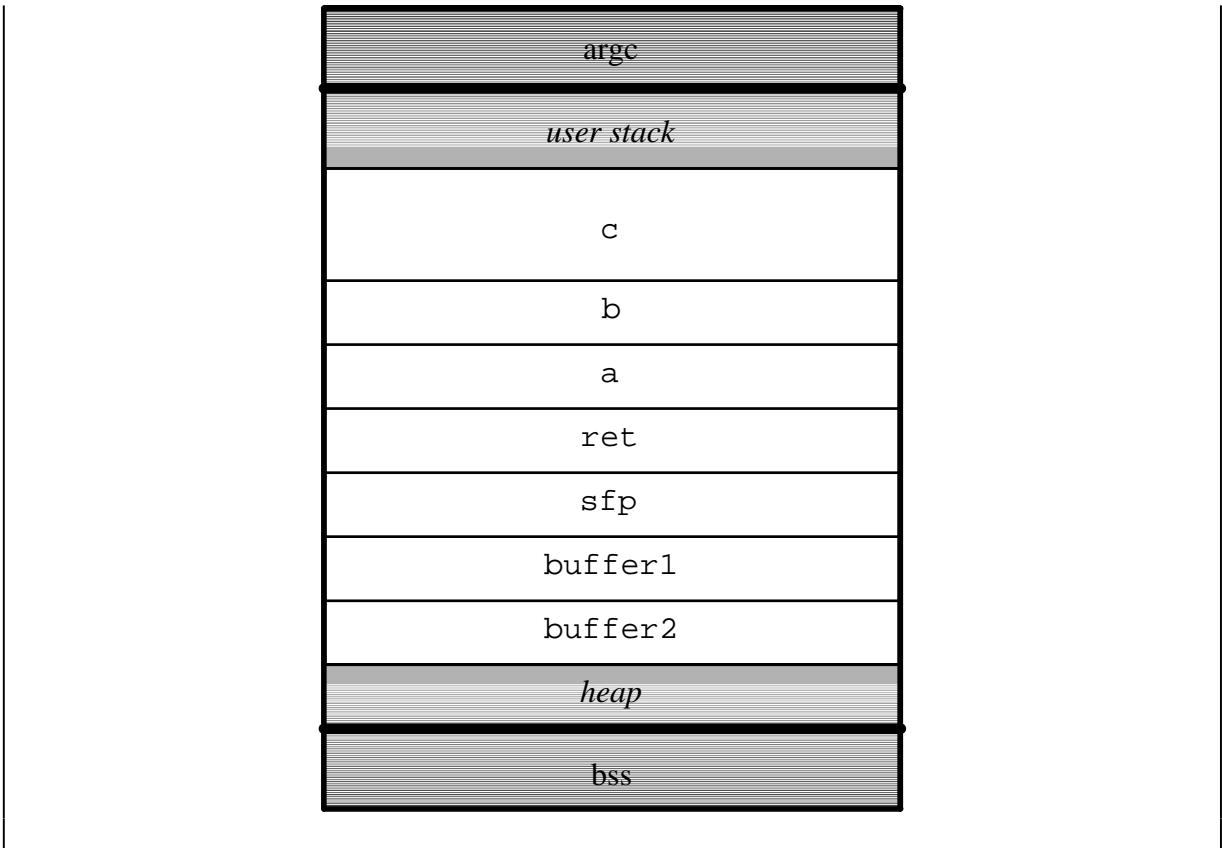 argc
user stack
c
b
a
ret
sfp
buffer1
buffer2
heap
bss